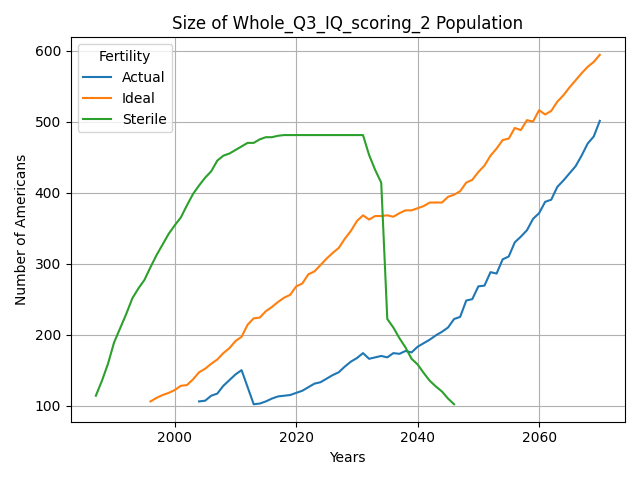 Size of Whole_Q3_IQ_scoring_2 Population
Fertility
Actual
Ideal
Sterile
Number of Americans
600
500
400
300
200
100
2000
2020
2040
2060
Years